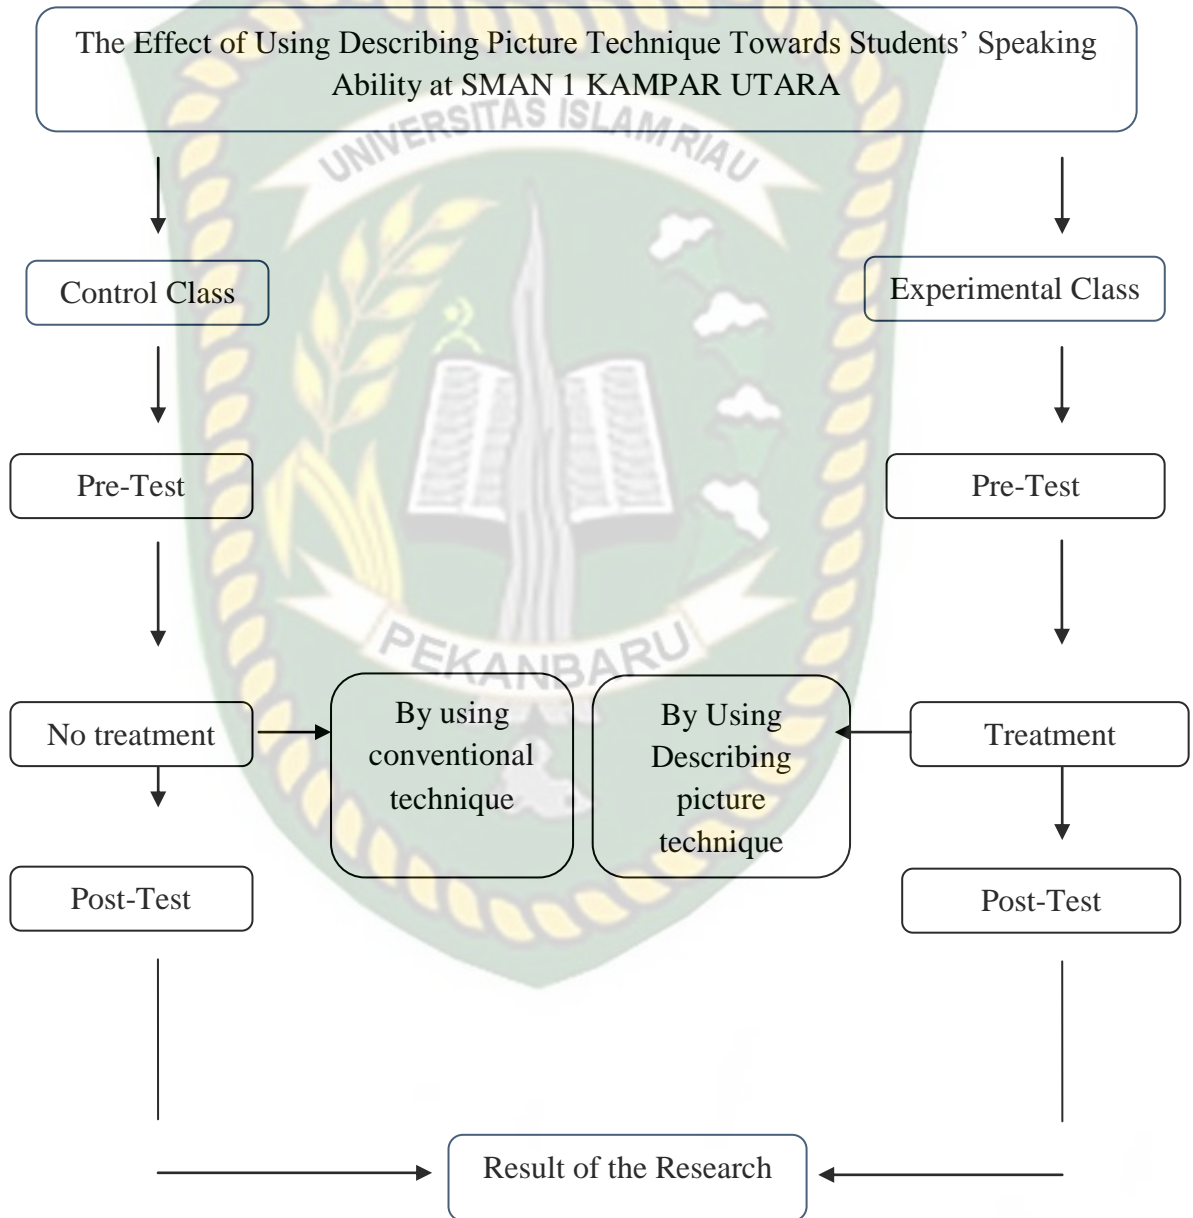 The Effect of Using Describing Picture Technique Towards Students’ Speaking
Ability at SMAN 1 KAMPAR UTARA
UNIVERSITAS ISLAM RIAU
Control Class
Experimental Class
Pre-Test
Pre-Test
PEKANBARU
No treatment
By using
conventional
technique
By Using
Describing
picture
technique
Treatment
Post-Test
Post-Test
Result of the Research